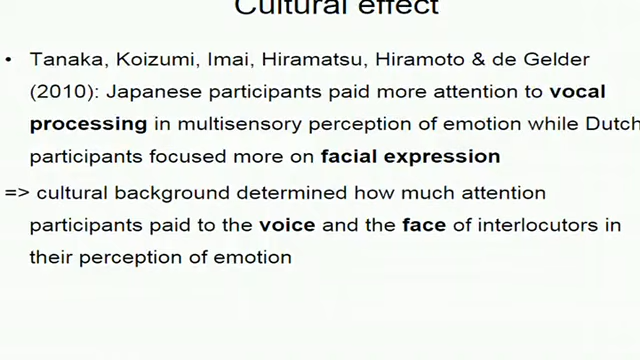 Cultural effect
• Tanaka, Koizumi, Imai, Hiramatsu, Hiramoto & de Gelder
(2010): Japanese participants paid more attention to vocal
processing in multisensory perception of emotion while Dutch
participants focused more on facial expression
=> cultural background determined how much attention
participants paid to the voice and the face of interlocutors in
their perception of emotion